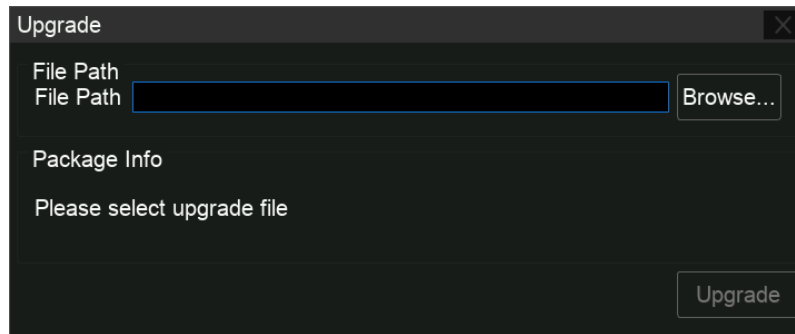 Upgrade
File Path
File Path
Browse...
Package Info
Please select upgrade file
Upgrade